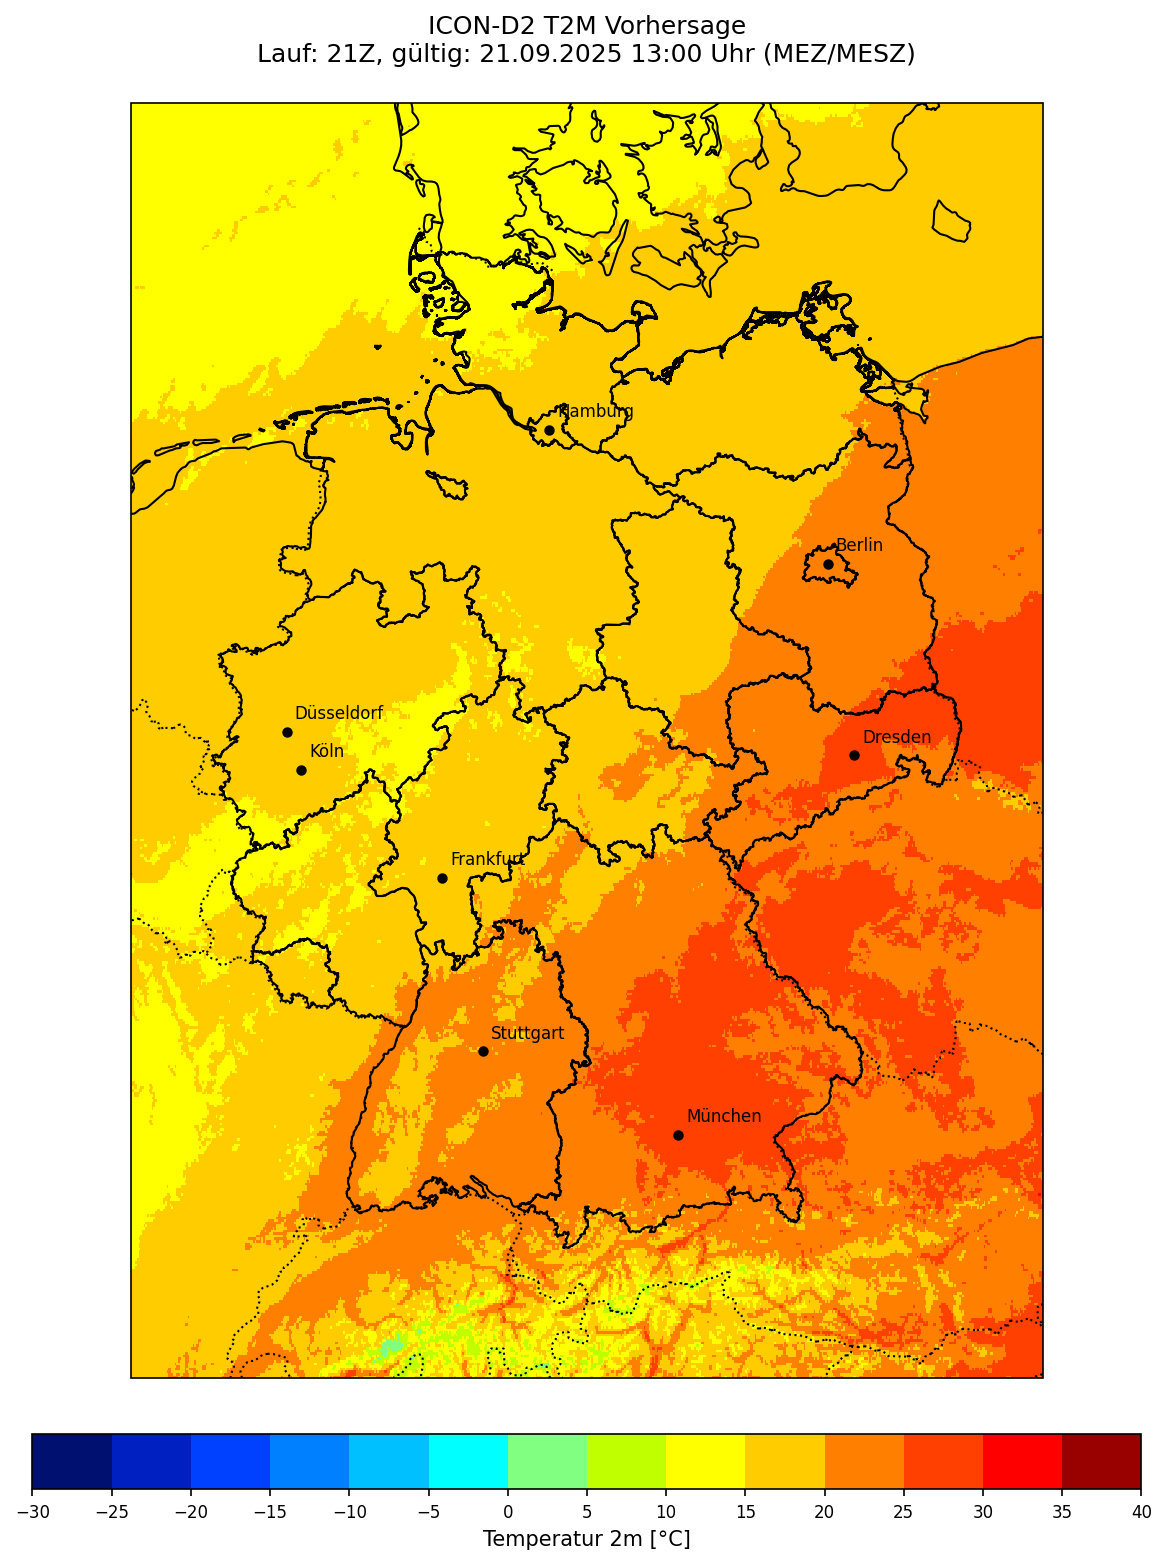 ICON-D2 T2M Vorhersage
Lauf: 21Z, gültig: 21.09.2025 13:00 Uhr (MEZ/MESZ)
Hamburg
Berlin
Düsseldorf
Dresden
Köln
Frankfurt
Stuttgart
München
−30 −25 −20 −15 −10 −5 0 5 10 15 20 25 30 35 40
Temperatur 2m [°C]